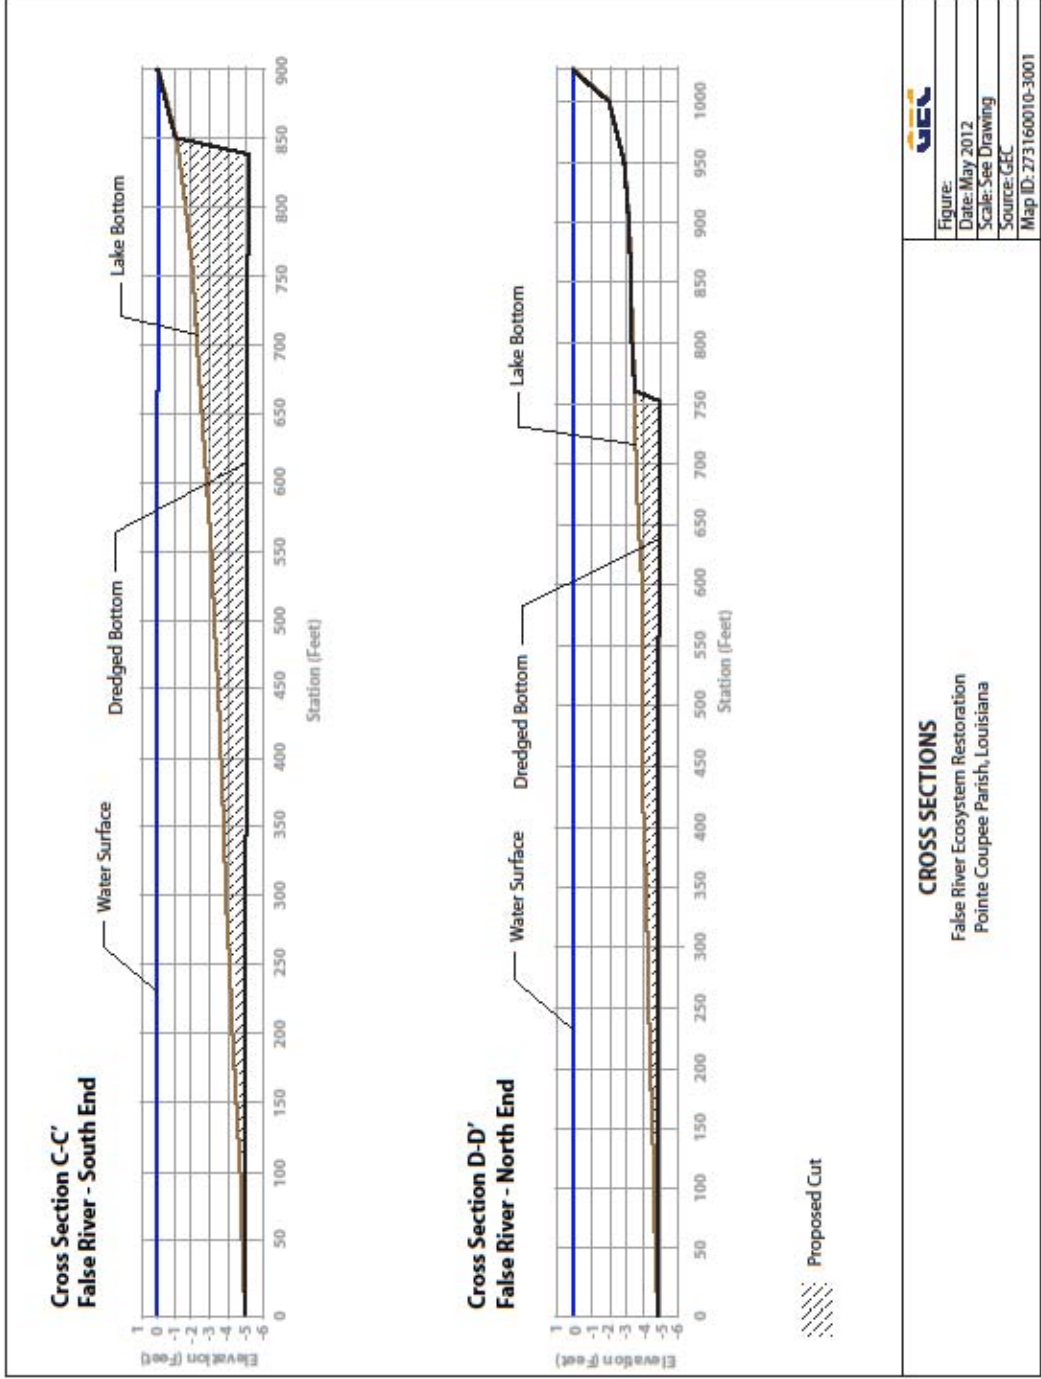 Cross Section C-C'
False River - South End
Water Surface
Dredged Bottom
Lake Bottom
Elevation (Feet)
1
0
-1
-2
-3
-4
-5
-6
0 50 100 150 200 250 300 350 400 450 500 550 600 650 700 750 800 850 900
Station (Feet)
Cross Section D-D'
False River - North End
Water Surface
Dredged Bottom
Lake Bottom
Elevation (Feet)
1
0
-1
-2
-3
-4
-5
-6
0 50 100 150 200 250 300 350 400 450 500 550 600 650 700 750 800 850 900 950 1000
Station (Feet)
Proposed Cut
CROSS SECTIONS
False River Ecosystem Restoration
Pointe Coupee Parish, Louisiana
GEC
Figure:
Date: May 2012
Scale: See Drawing
Source: GEC
Map ID: 273160010-3001